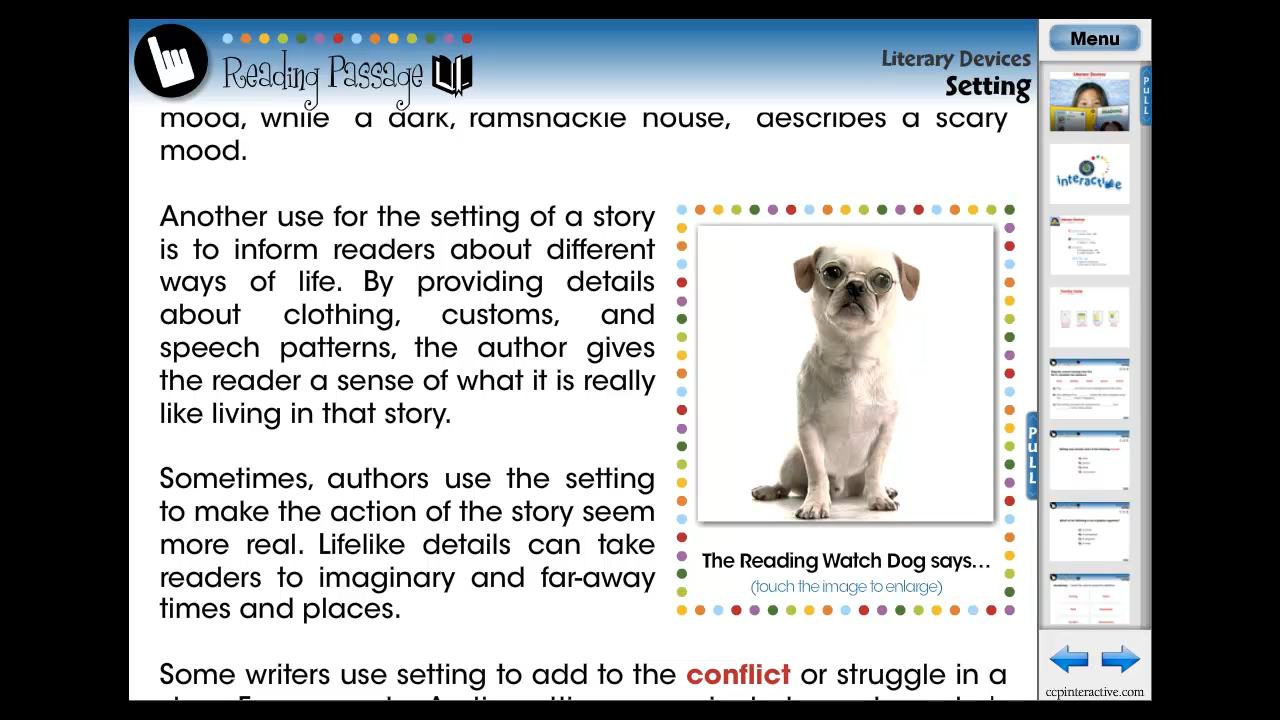 Reading Passage
Literary Devices
Setting
Menu
mood, while a dark, ramshackle house, describes a scary
mood.
Another use for the setting of a story
is to inform readers about different
ways of life. By providing details
about clothing, customs, and
speech patterns, the author gives
the reader a sense of what it is really
like living in that story.
Sometimes, authors use the setting
to make the action of the story seem
more real. Lifelike details can take
readers to imaginary and far-away
times and places.
The Reading Watch Dog says...
(touch the image to enlarge)
Some writers use setting to add to the conflict or struggle in a
PULL
PULL
Literary Devices
interactive
ccpinteractive.com